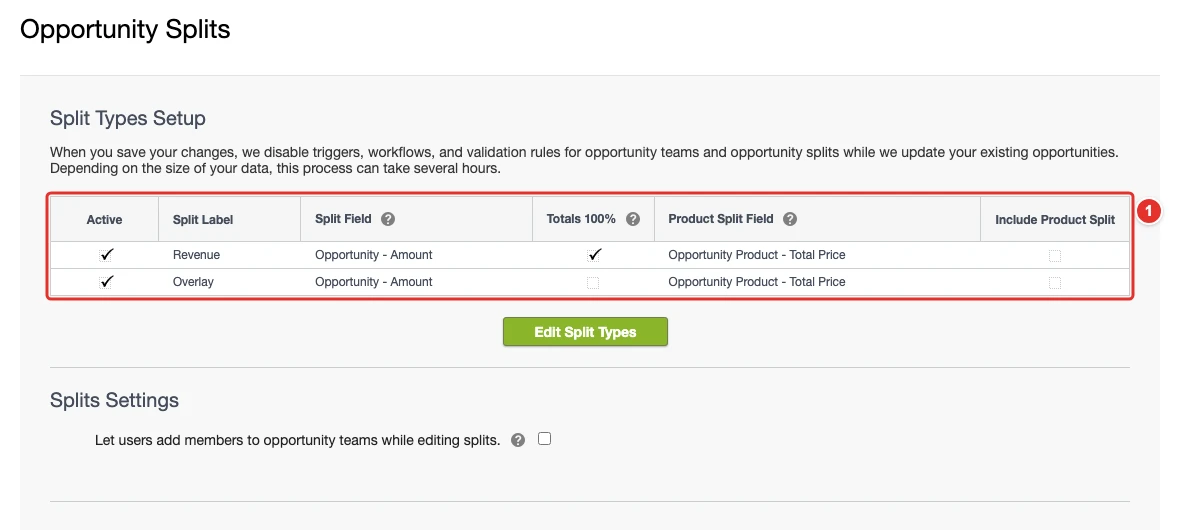 Opportunity Splits
Split Types Setup
When you save your changes, we disable triggers, workflows, and validation rules for opportunity teams and opportunity splits while we update your existing opportunities.
Depending on the size of your data, this process can take several hours.
Active Split Label Split Field ? Totals 100% ? Product Split Field ? Include Product Split
1
Revenue Opportunity - Amount Opportunity Product - Total Price
Overlay Opportunity - Amount Opportunity Product - Total Price
Edit Split Types
Splits Settings
Let users add members to opportunity teams while editing splits. ?